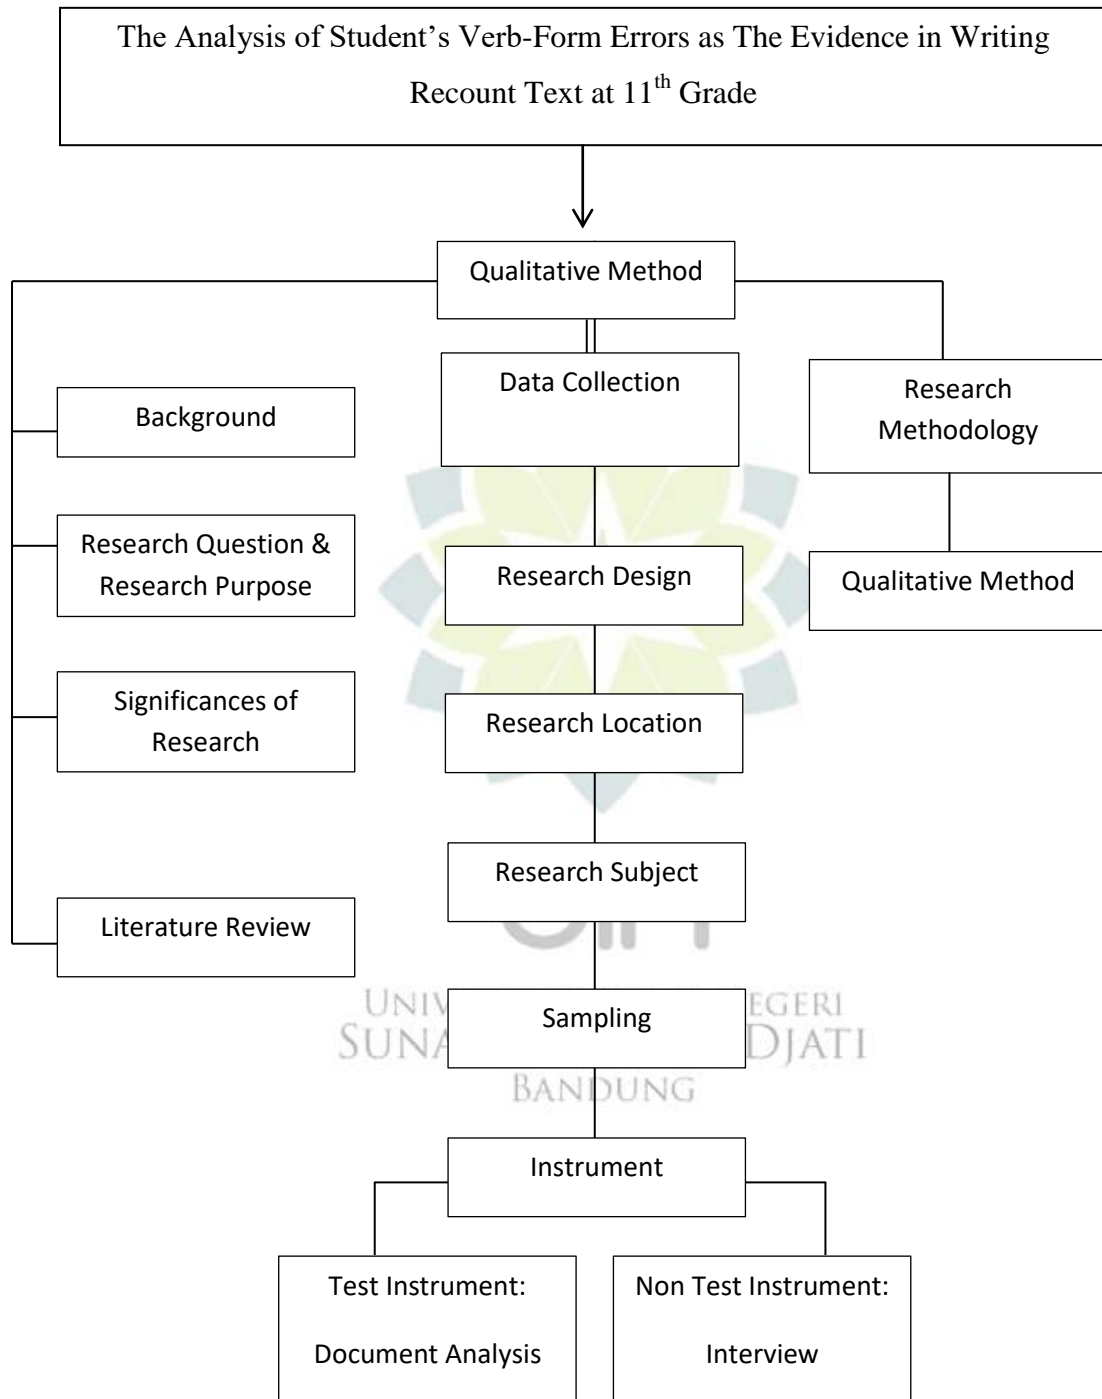 The Analysis of Student’s Verb-Form Errors as The Evidence in Writing
Recount Text at 11th Grade
Qualitative Method
Data Collection
Research
Methodology
Background
Research Question &
Research Purpose
Research Design
Qualitative Method
Significances of
Research
Research Location
Research Subject
Literature Review
Sampling
BANDUNG
Instrument
Test Instrument:
Document Analysis
Non Test Instrument:
Interview